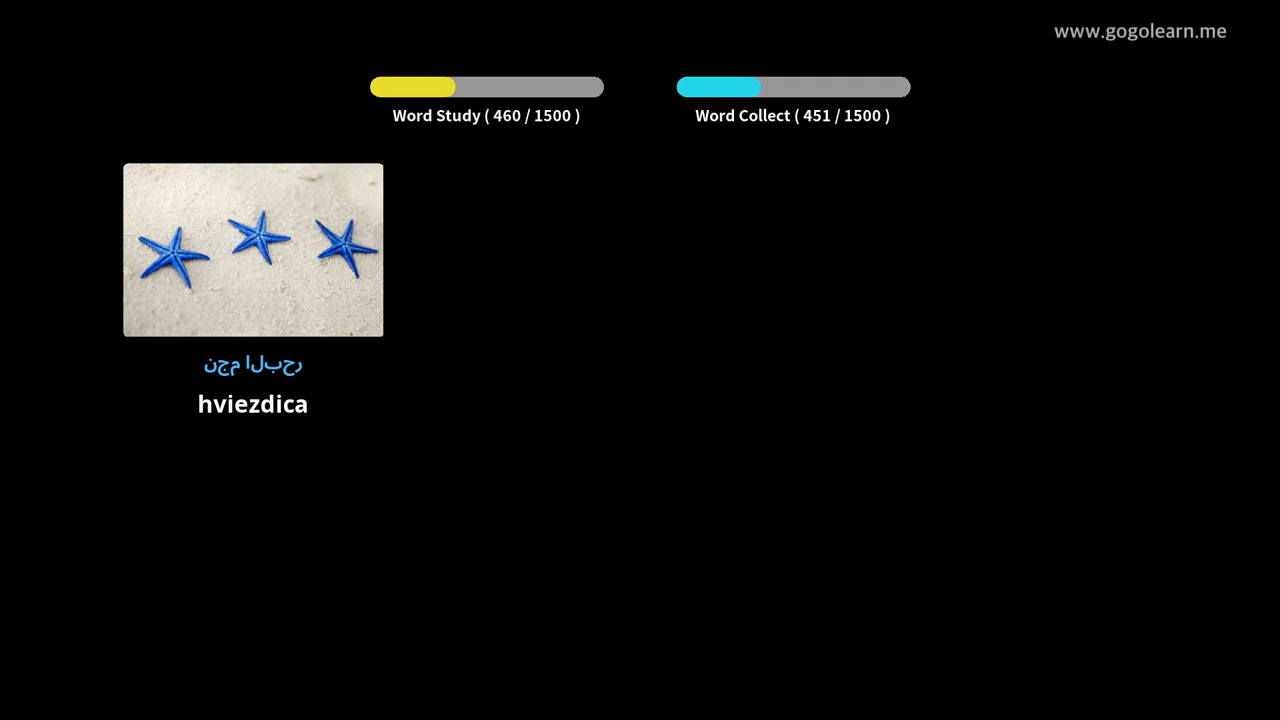 www.gogolearn.me
Word Study ( 460 / 1500 )
Word Collect ( 451 / 1500 )
نجم البحر
hviezdica